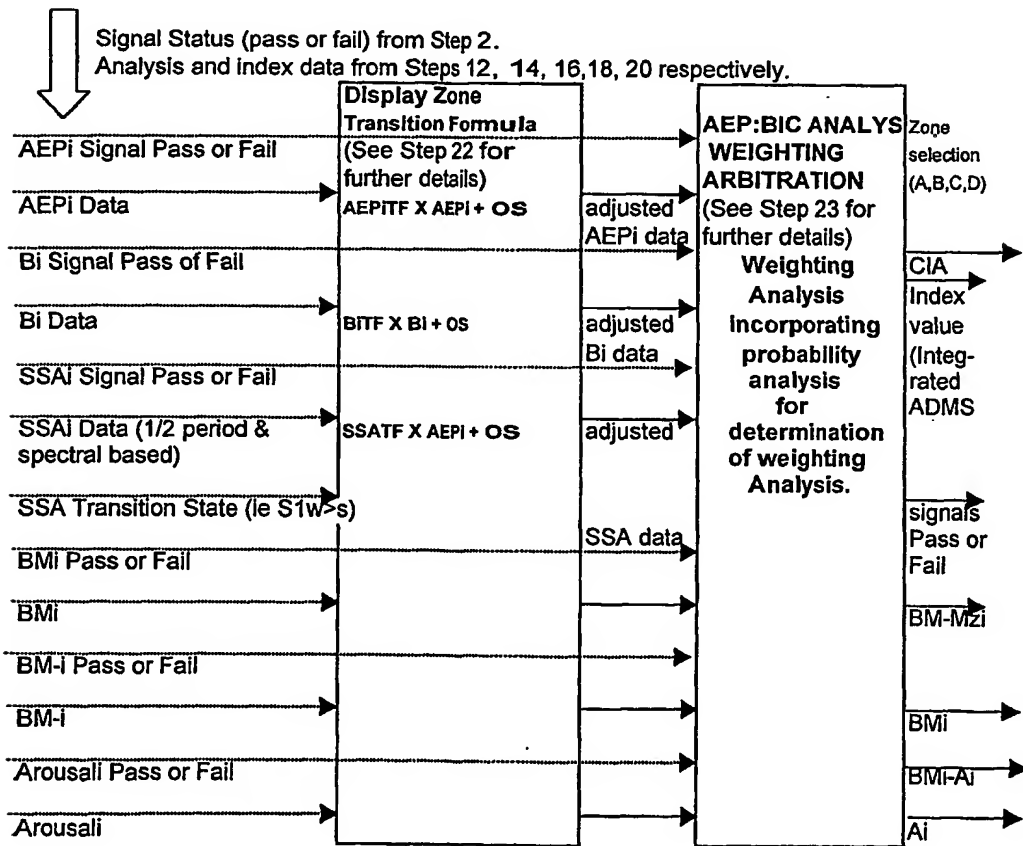 Signal Status (pass or fail) from Step 2.
Analysis and index data from Steps 12, 14, 16,18, 20 respectively.
Display Zone
Transition Formula
(See Step 22 for
further details)
AEPiTF X AEPi + OS
BiTF X Bi + OS
SSATF X AEPi + OS
AEPi Signal Pass or Fail
AEPi Data
Bi Signal Pass of Fail
Bi Data
SSAi Signal Pass or Fail
SSAi Data (1/2 period &
spectral based)
SSA Transition State (ie S1w>s)
BMi Pass or Fail
BMi
BM-i Pass or Fail
BM-i
Arousali Pass or Fail
Arousali
adjusted
AEPi data
adjusted
Bi data
adjusted
SSA data
AEP:BIC ANALYS
WEIGHTING
ARBITRATION
(See Step 23 for
further details)
Weighting
Analysis
incorporating
probability
analysis
for
determination
of weighting
Analysis.
Zone
selection
(A,B,C,D)
CIA
Index
value
(Integ-
rated
ADMS
signals
Pass or
Fail
BM-Mzi
BMi
BMi-Ai
Ai